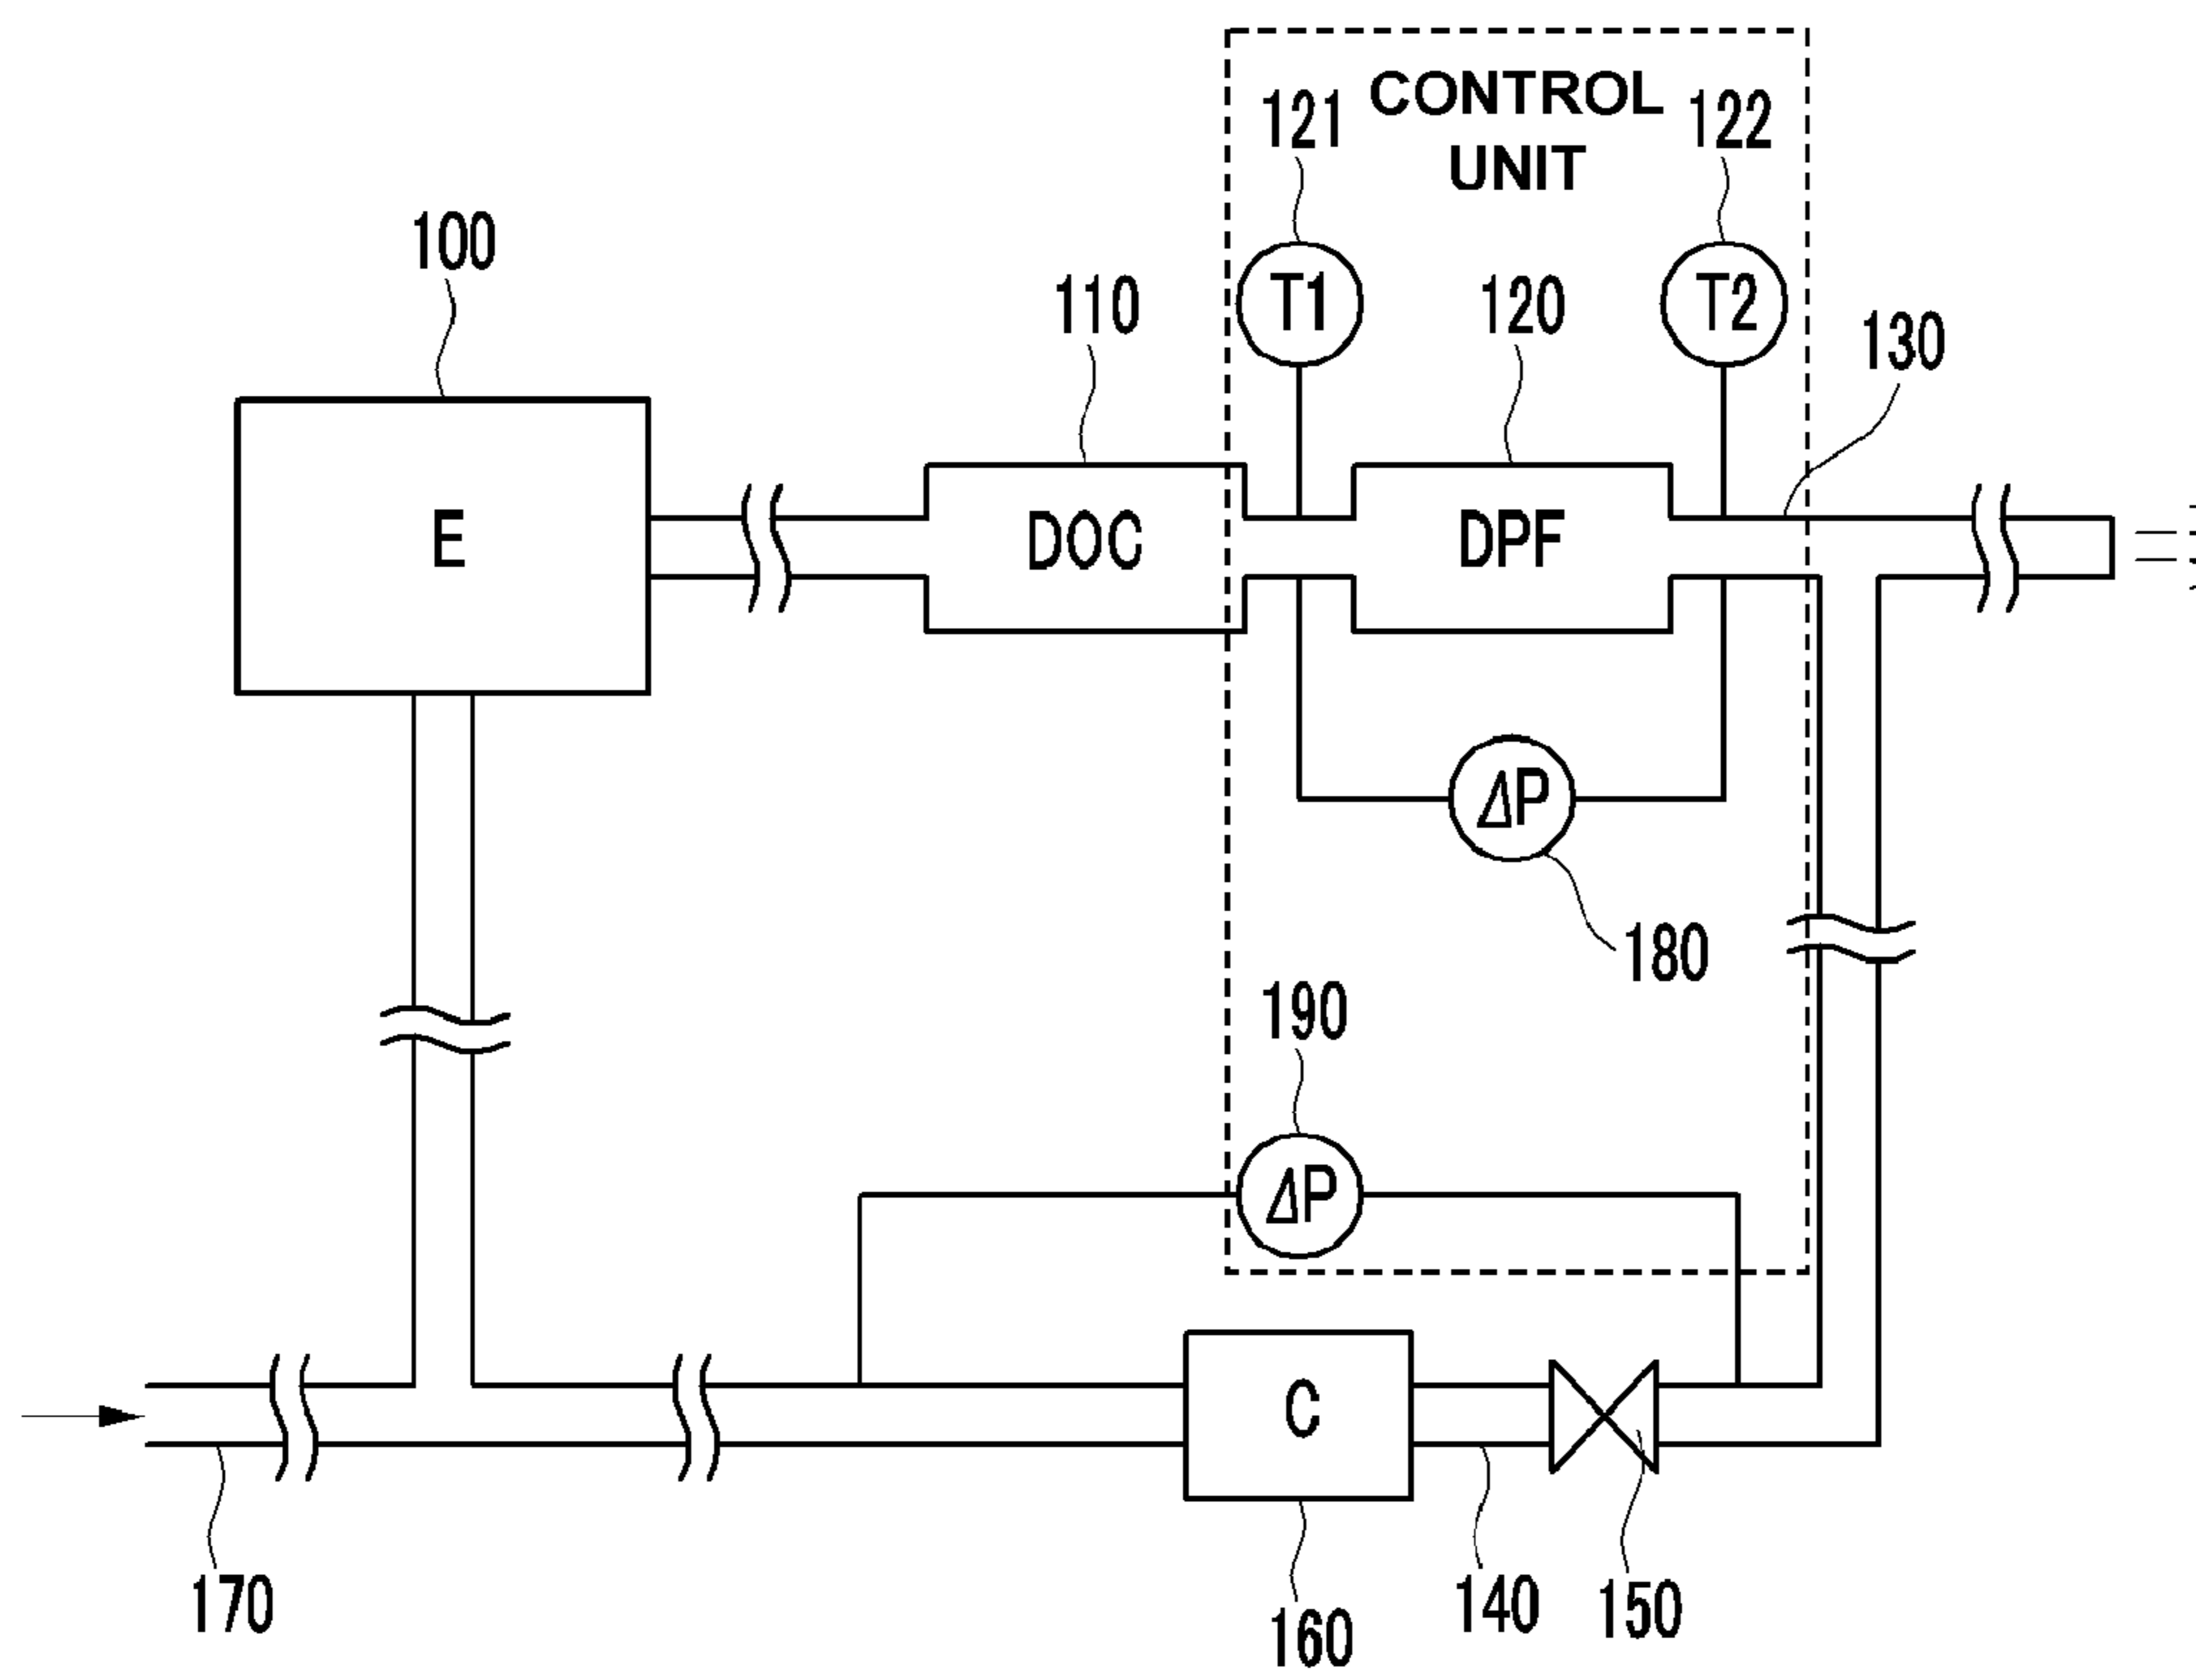 CONTROL
UNIT
121
122
100
110
T1
120
T2
130
E
DOC
DPF
ΔP
180
190
ΔP
C
170
160
140
150